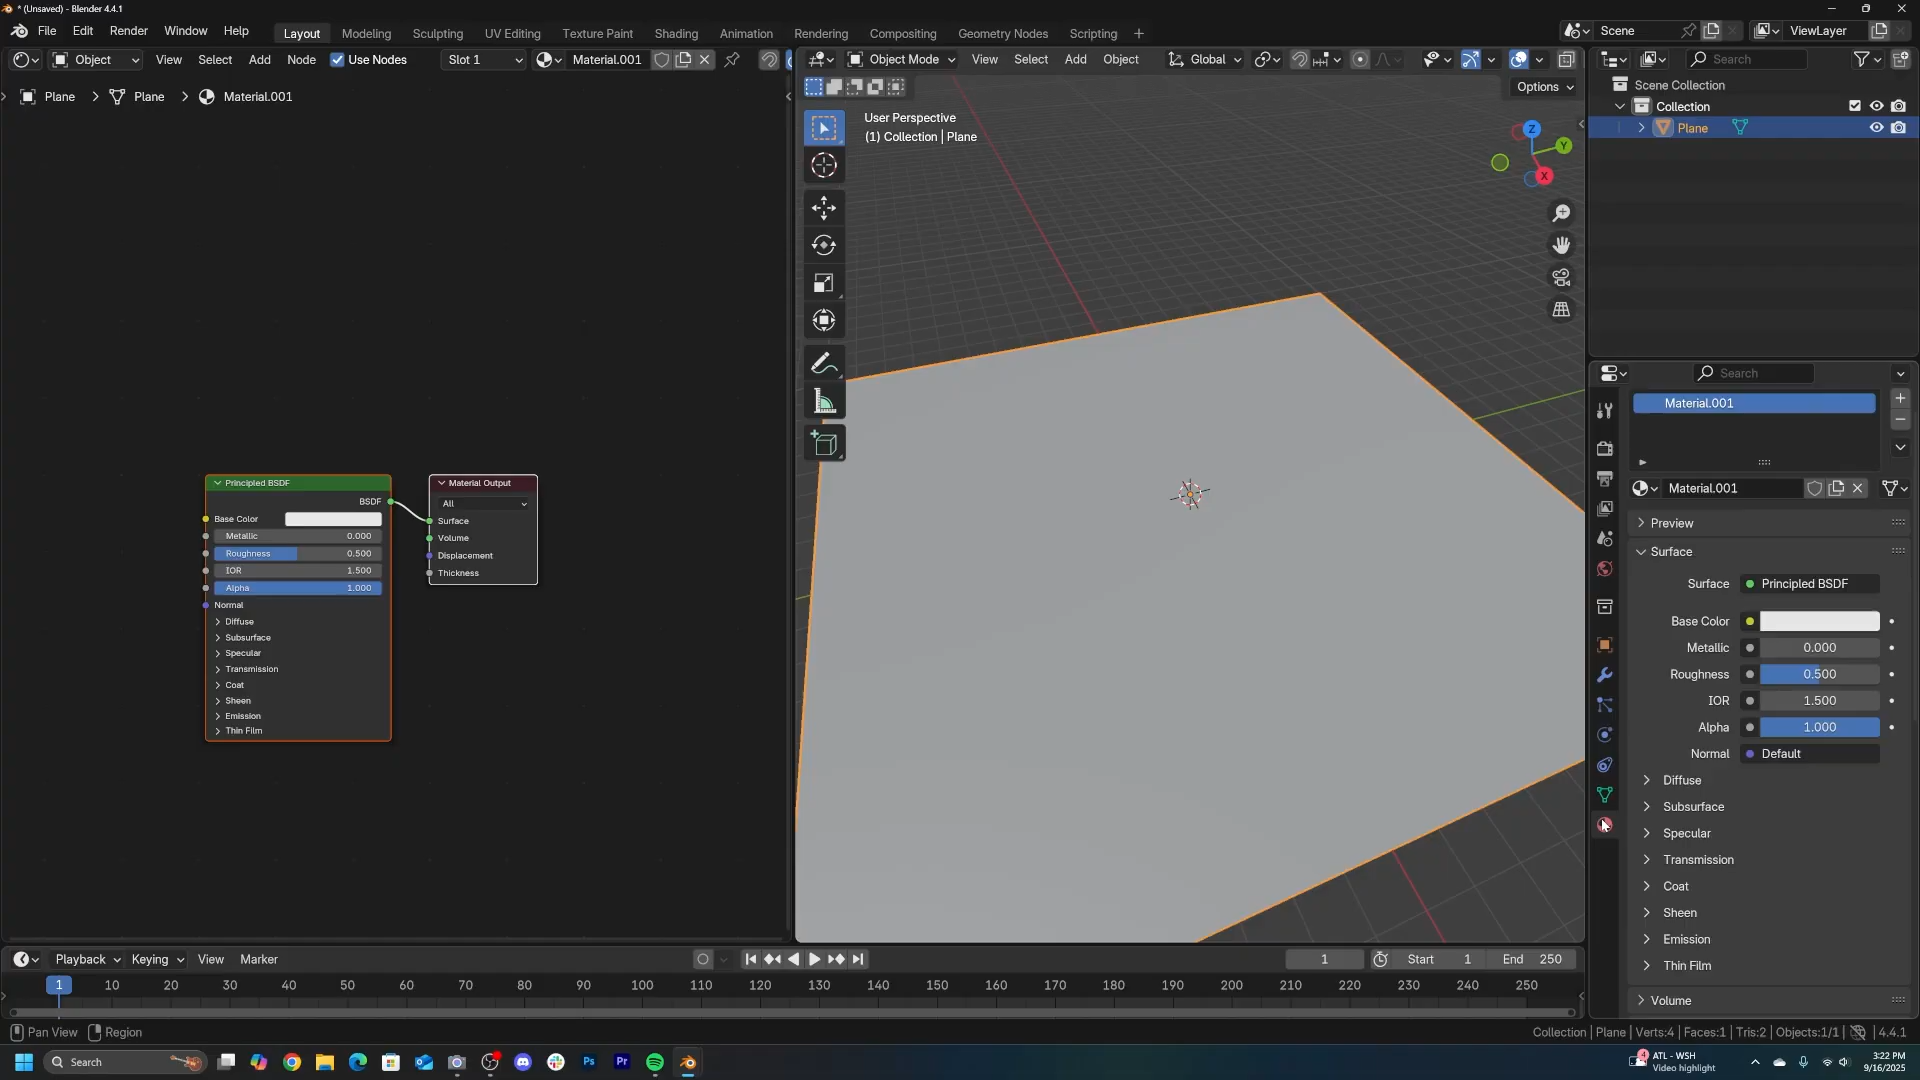 * (Unsaved) - Blender 4.4.1
File Edit Render Window Help
Layout Modeling Sculpting UV Editing Texture Paint Shading Animation Rendering Compositing Geometry Nodes Scripting +
Scene
ViewLayer
Object View Select Add Object Node Use Nodes Slot 1 Material.001
Object Mode View Select Add Object Global
Search
Options
Plane > Plane > Material.001
User Perspective
(1) Collection | Plane
Z
Y
X
Scene Collection
Collection
Plane
Search
Material.001
Material.001
Preview
Surface
Surface Principled BSDF
Base Color
Metallic 0.000
Roughness 0.500
IOR 1.500
Alpha 1.000
Normal Default
Diffuse
Subsurface
Specular
Transmission
Coat
Sheen
Emission
Thin Film
Volume
Principled BSDF
BSDF
Base Color
Metallic 0.000
Roughness 0.500
IOR 1.500
Alpha 1.000
Normal
Diffuse
Subsurface
Specular
Transmission
Coat
Sheen
Emission
Thin Film
Material Output
All
Surface
Volume
Displacement
Thickness
Playback Keying View Marker
1 Start 1 End 250
1 10 20 30 40 50 60 70 80 90 100 110 120 130 140 150 160 170 180 190 200 210 220 230 240 250
Pan View Region
Collection | Plane | Verts:4 | Faces:1 | Tris:2 | Objects:1/1 | 4.4.1
Search
Ps
Pr
4
ATL - WSH
Video highlight
3:22 PM
9/16/2025